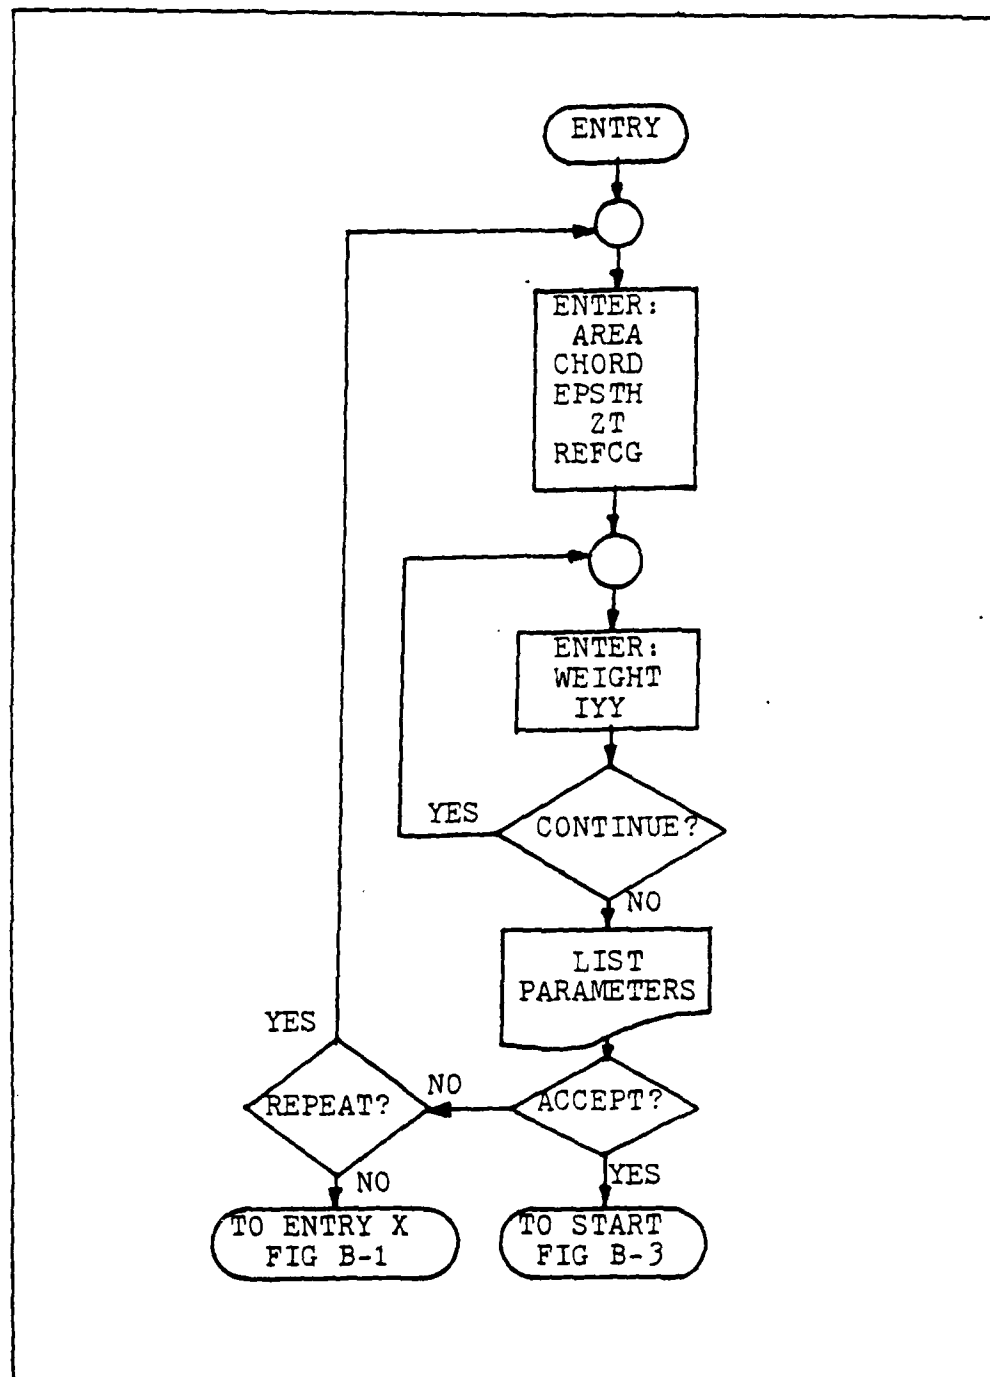 ENTRY
ENTER:
AREA
CHORD
EPSTH
ZT
REFCG
ENTER:
WEIGHT
IYY
YES
CONTINUE?
NO
LIST
PARAMETERS
YES
REPEAT?
NO
ACCEPT?
NO
YES
TO ENTRY X
FIG B-1
TO START
FIG B-3